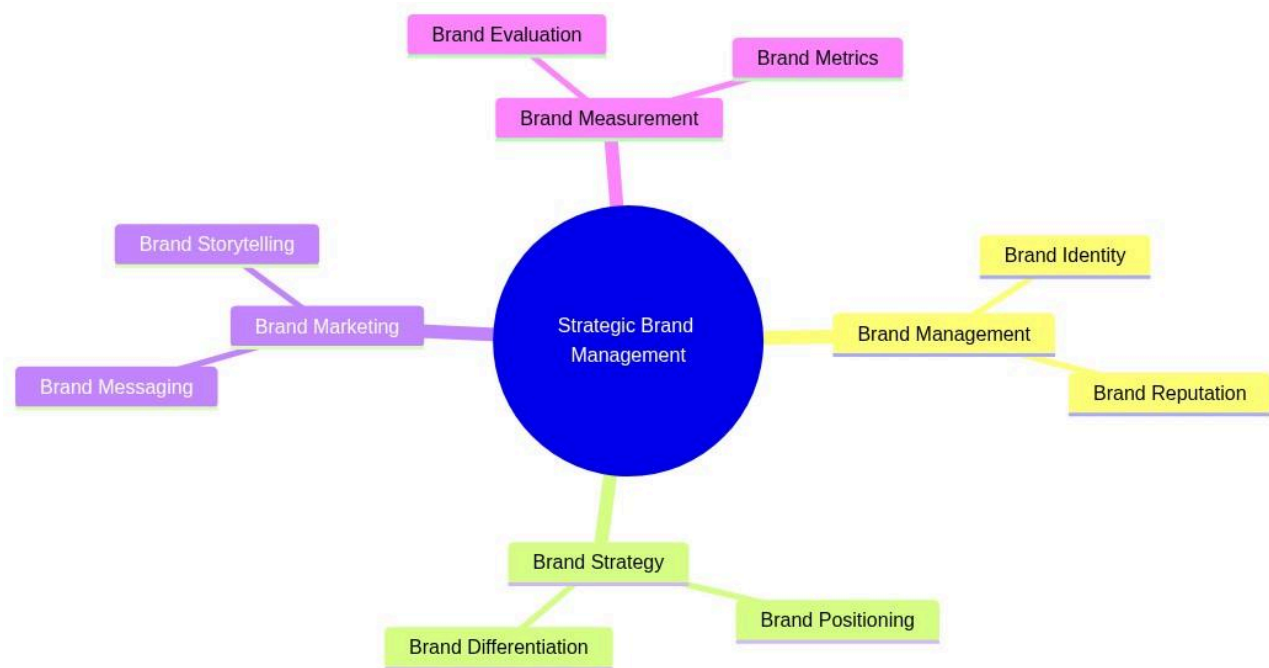 Brand Evaluation
Brand Metrics
Brand Measurement
Brand Storytelling
Brand Identity
Brand Marketing
Strategic Brand
Management
Brand Management
Brand Messaging
Brand Reputation
Brand Strategy
Brand Positioning
Brand Differentiation